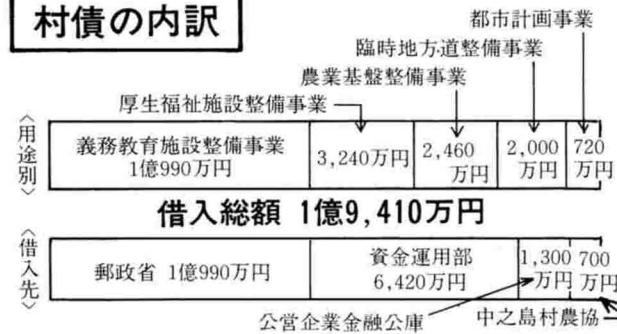 村債の内訳
都市計画事業
臨時地方道整備事業
農業基盤整備事業
厚生福祉施設整備事業
〈用途別〉
義務教育施設整備事業
1億990万円
3,240万円
2,460
万円
2,000
万円
720
万円
借入総額 1億9,410万円
〈借入先〉
郵政省 1億990万円
資金運用部
6,420万円
1,300
万円
700
万円
公営企業金融公庫
中之島村農協